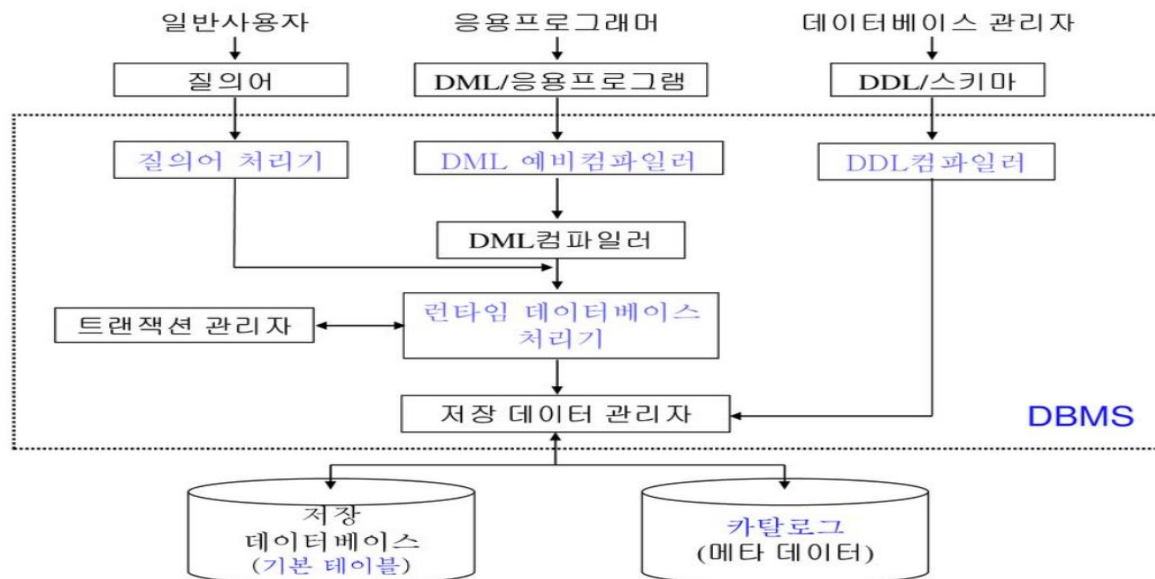 일반사용자
응용프로그래머
데이터베이스 관리자
질의어
DML/응용프로그램
DDL/스키마
질의어 처리기
DML 예비컴파일러
DDL컴파일러
DML컴파일러
트랜잭션 관리자
런타임 데이터베이스
처리기
저장 데이터 관리자
DBMS
저장
데이터베이스
(기본 테이블)
카탈로그
(메타 데이터)